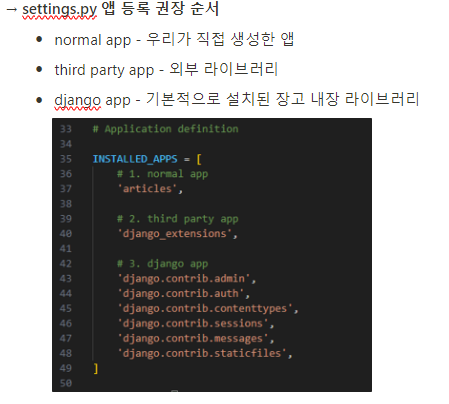 → settings.py 앱 등록 권장 순서
• normal app - 우리가 직접 생성한 앱
• third party app - 외부 라이브러리
• django app - 기본적으로 설치된 장고 내장 라이브러리
33 # Application definition
34
35 INSTALLED_APPS = [
36 # 1. normal app
37 'articles',
38
39 # 2. third party app
40 'django_extensions',
41
42 # 3. django app
43 'django.contrib.admin',
44 'django.contrib.auth',
45 'django.contrib.contenttypes',
46 'django.contrib.sessions',
47 'django.contrib.messages',
48 'django.contrib.staticfiles',
49 ]
50